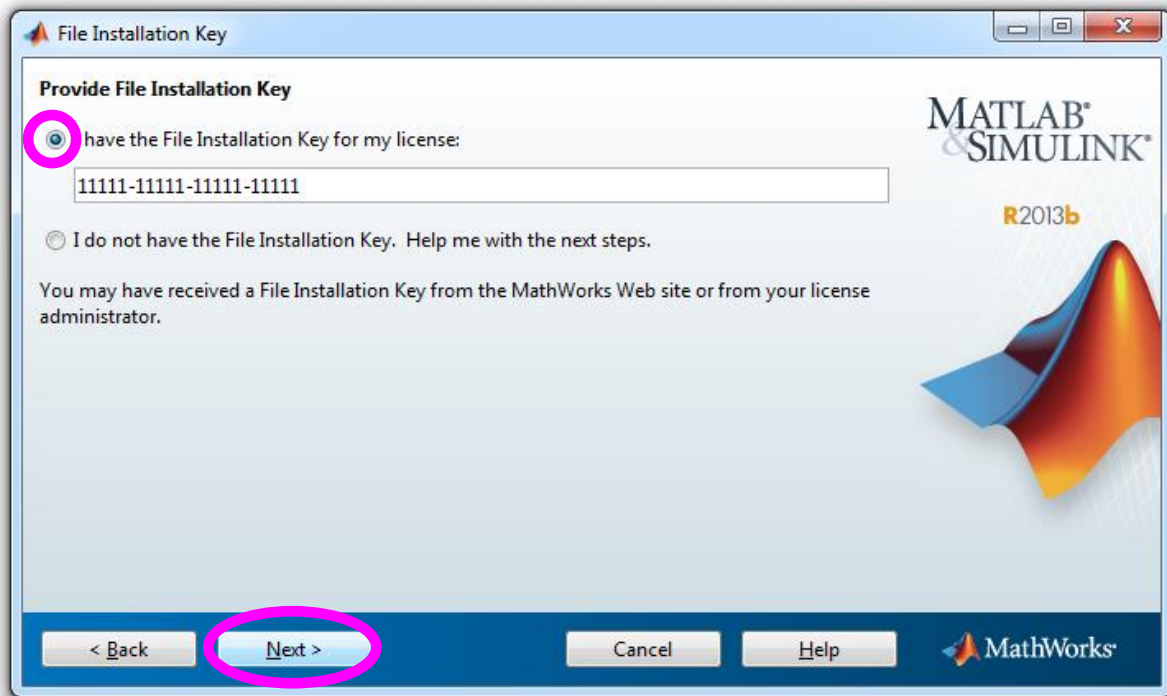 File Installation Key
Provide File Installation Key
MATLAB®
&SIMULINK®
have the File Installation Key for my license:
11111-11111-11111-11111
R2013b
I do not have the File Installation Key. Help me with the next steps.
You may have received a File Installation Key from the MathWorks Web site or from your license
administrator.
< Back
Next >
Cancel
Help
MathWorks®